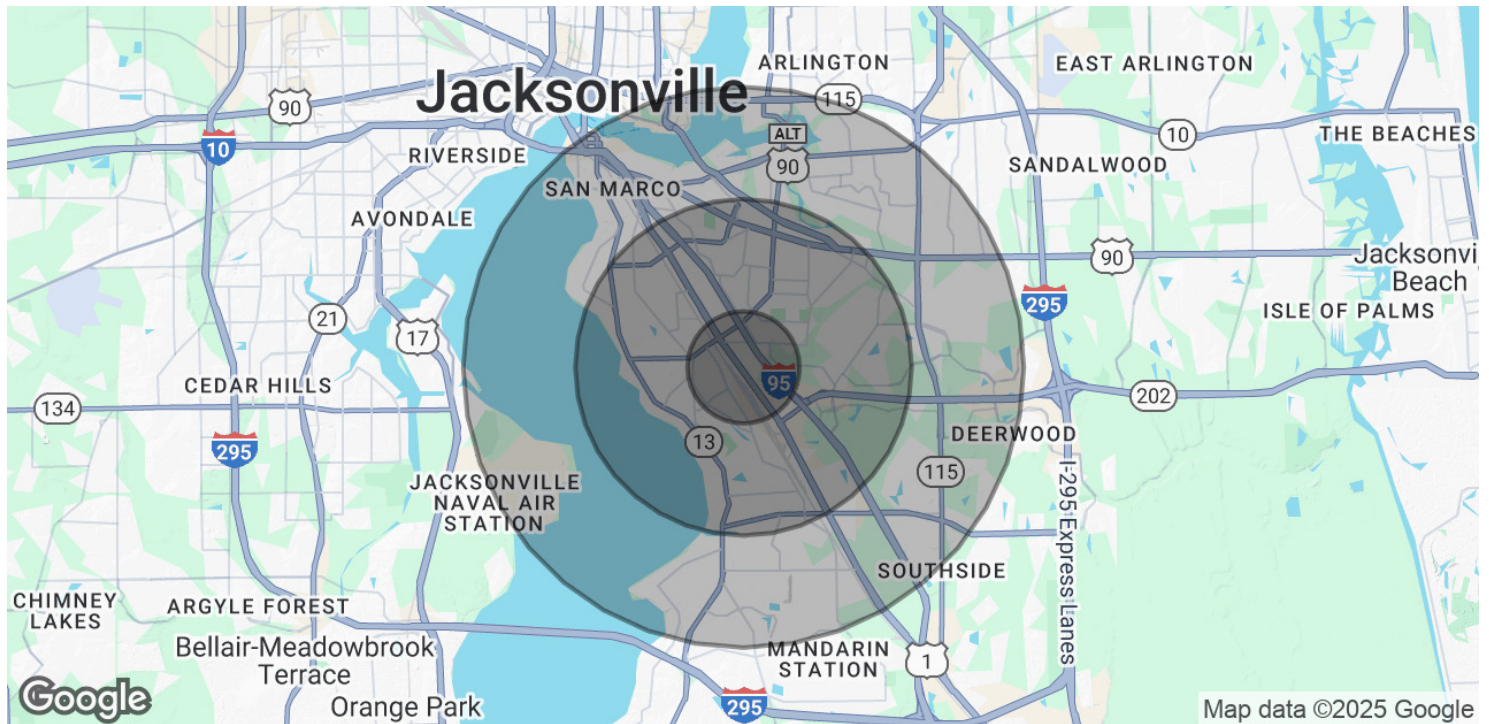 ARLINGTON
EAST ARLINGTON
Jacksonville
90
115
ALT
10
THE BEACHES
10
RIVERSIDE
90
SANDALWOOD
SAN MARCO
AVONDALE
90
Jacksonvi
Beach
295
21
17
ISLE OF PALMS
CEDAR HILLS
95
134
202
295
13
DEERWOOD
115
JACKSONVILLE
NAVAL AIR
STATION
I-295 Express Lanes
SOUTHSIDE
CHIMNEY
LAKES
ARGYLE FOREST
Bellair-Meadowbrook
Terrace
MANDARIN
STATION
1
295
Orange Park
Google
Map data ©2025 Google